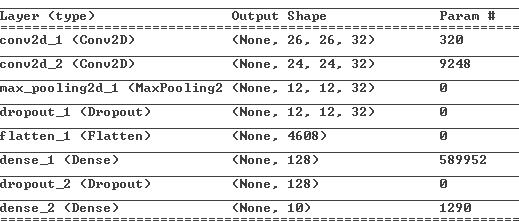 Layer (type) Output Shape Param #
conv2d_1 (Conv2D) (None, 26, 26, 32) 320
conv2d_2 (Conv2D) (None, 24, 24, 32) 9248
max_pooling2d_1 (MaxPooling2 (None, 12, 12, 32) 0
dropout_1 (Dropout) (None, 12, 12, 32) 0
flatten_1 (Flatten) (None, 4608) 0
dense_1 (Dense) (None, 128) 589952
dropout_2 (Dropout) (None, 128) 0
dense_2 (Dense) (None, 10) 1290